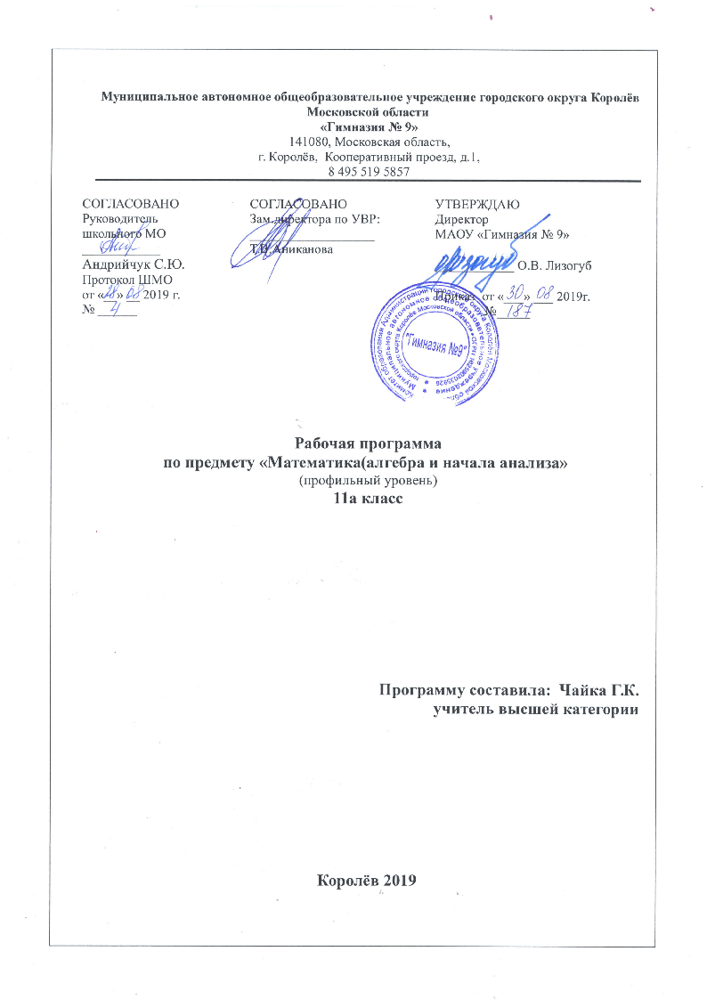 Муниципальное автономное общеобразовательное учреждение городского округа Королёв
Московской области
«Гимназия № 9»
141080, Московская область,
г. Королёв, Кооперативный проезд, д.1,
8 495 519 5857
СОГЛАСОВАНО
Руководитель
школьного МО
Андрийчук С.Ю.
Протокол ШМО
от «28» 08 2019 г.
№ 4
СОГЛАСОВАНО
Зам.директора по УВР:
Т.В.Аниканова
УТВЕРЖДАЮ
Директор
МАОУ «Гимназия № 9»
О.В. Лизогуб
Приказ от «30» 08 2019г.
№ 187
"Гимназия №9"
Рабочая программа
по предмету «Математика(алгебра и начала анализа»
(профильный уровень)
11а класс
Программу составила: Чайка Г.К.
учитель высшей категории
Королёв 2019